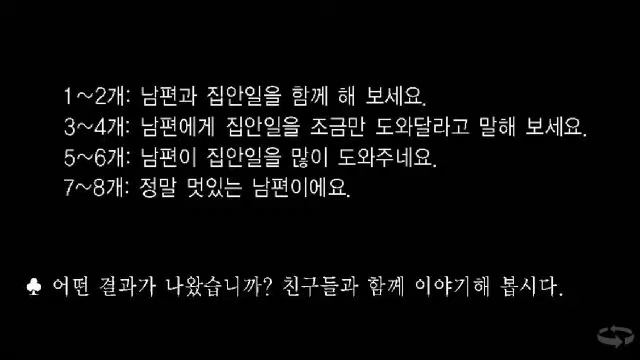 1～2개: 남편과 집안일을 함께 해 보세요.
3～4개: 남편에게 집안일을 조금만 도와달라고 말해 보세요.
5～6개: 남편이 집안일을 많이 도와주네요.
7～8개: 정말 멋있는 남편이에요.
♣ 어떤 결과가 나왔습니까? 친구들과 함께 이야기해 봅시다.